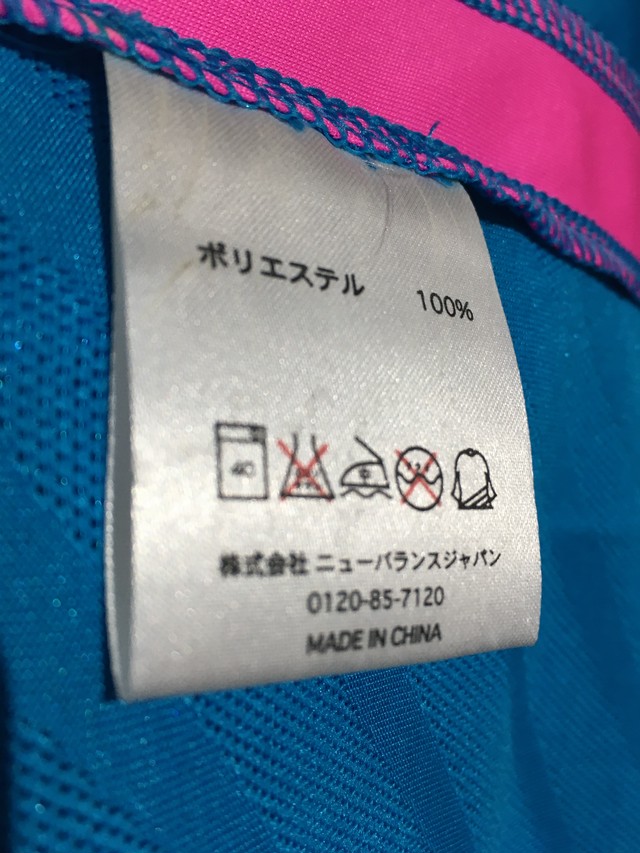 ポリエステル 100%
40
株式会社 ニューバランスジャパン
0120-85-7120
MADE IN CHINA